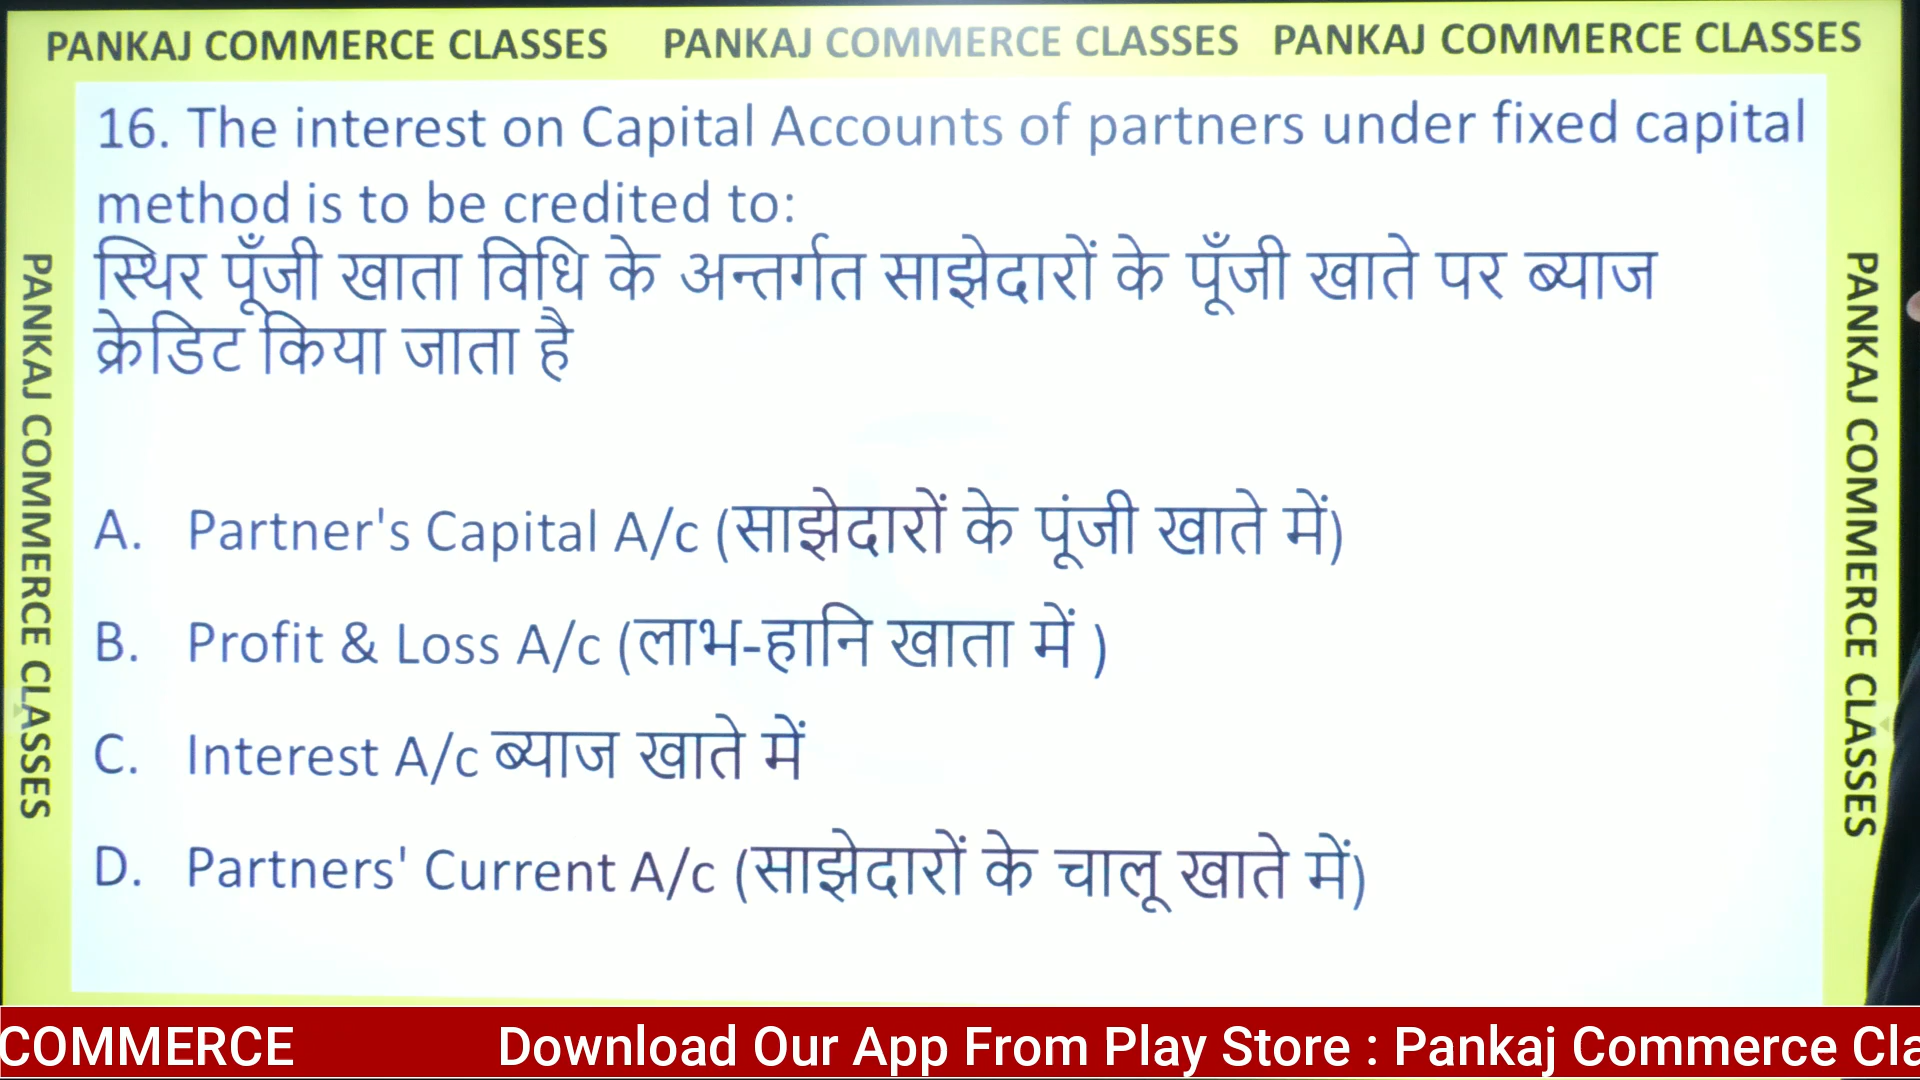 PANKAJ COMMERCE CLASSES PANKAJ COMMERCE CLASSES PANKAJ COMMERCE CLASSES
PANKAJ COMMERCE CLASSES
16. The interest on Capital Accounts of partners under fixed capital
method is to be credited to:
स्थिर पूँजी खाता विधि के अन्तर्गत साझेदारों के पूँजी खाते पर ब्याज
क्रेडिट किया जाता है
A. Partner's Capital A/c (साझेदारों के पूंजी खाते में)
B. Profit & Loss A/c (लाभ-हानि खाता में )
C. Interest A/c ब्याज खाते में
D. Partners' Current A/c (साझेदारों के चालू खाते में)
PANKAJ COMMERCE CLASSES
COMMERCE Download Our App From Play Store : Pankaj Commerce Cla